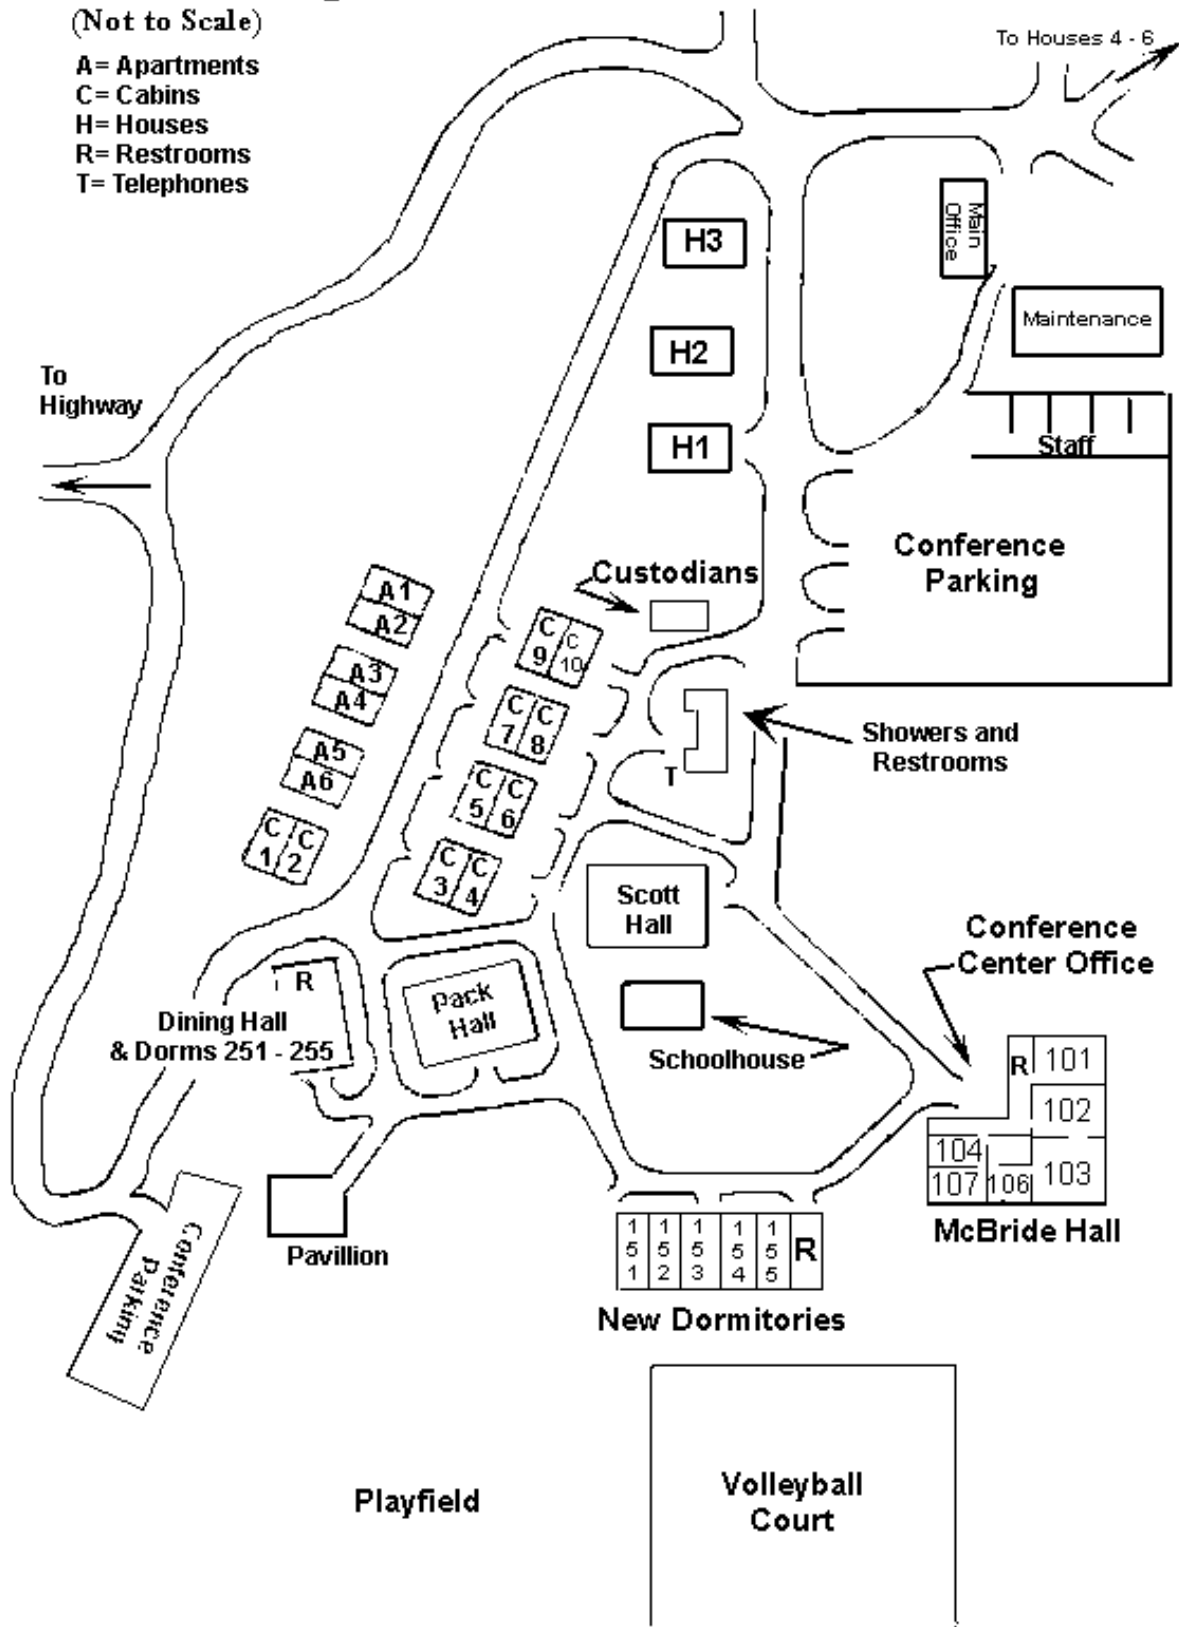 (Not to Scale)
A= Apartments
C= Cabins
H= Houses
R= Restrooms
T= Telephones
To Houses 4 - 6
Main
Office
H3
Maintenance
H2
To
Highway
H1
Staff
Conference
Parking
Custodians
A1
A2
C
9
C
10
A3
A4
C
7
C
8
Showers and
Restrooms
A5
A6
T
C
5
C
6
C
1
C
2
C
3
C
4
Scott
Hall
Conference
Center Office
R
Pack
Hall
Dining Hall
& Dorms 251 - 255
Schoolhouse
R
101
102
104
103
107
106
McBride Hall
Pavillion
151
152
153
154
155
R
Conference
Parking
New Dormitories
Playfield
Volleyball
Court